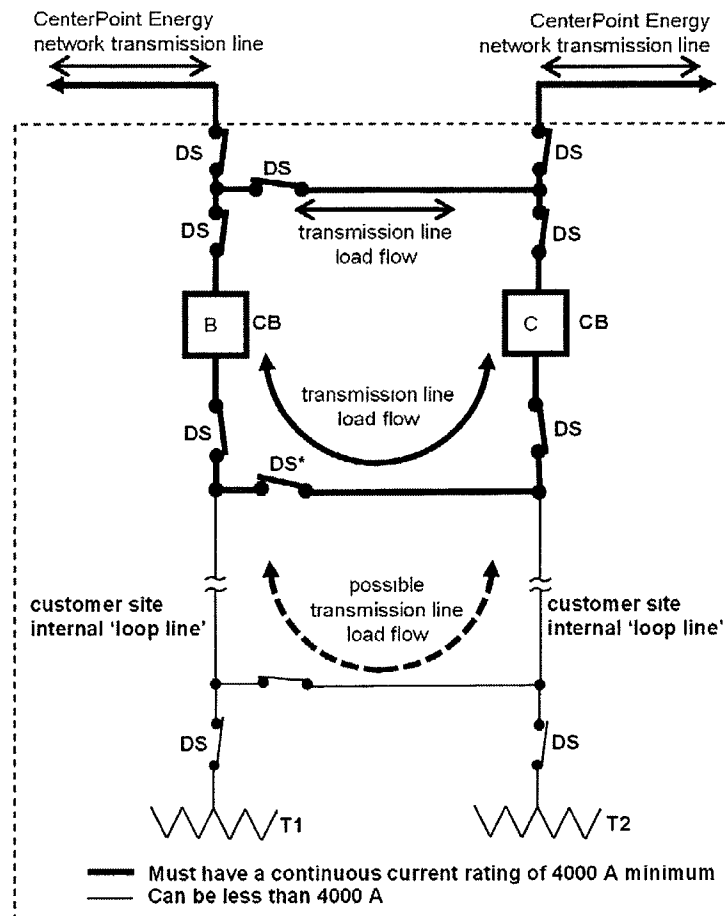 CenterPoint Energy
network transmission line
CenterPoint Energy
network transmission line
DS
DS
DS
DS
transmission line
load flow
DS
B
CB
C
CB
transmission line
load flow
DS
DS
DS*
customer site
internal 'loop line'
possible
transmission line
load flow
customer site
internal 'loop line'
DS
DS
T1
T2
Must have a continuous current rating of 4000 A minimum
Can be less than 4000 A